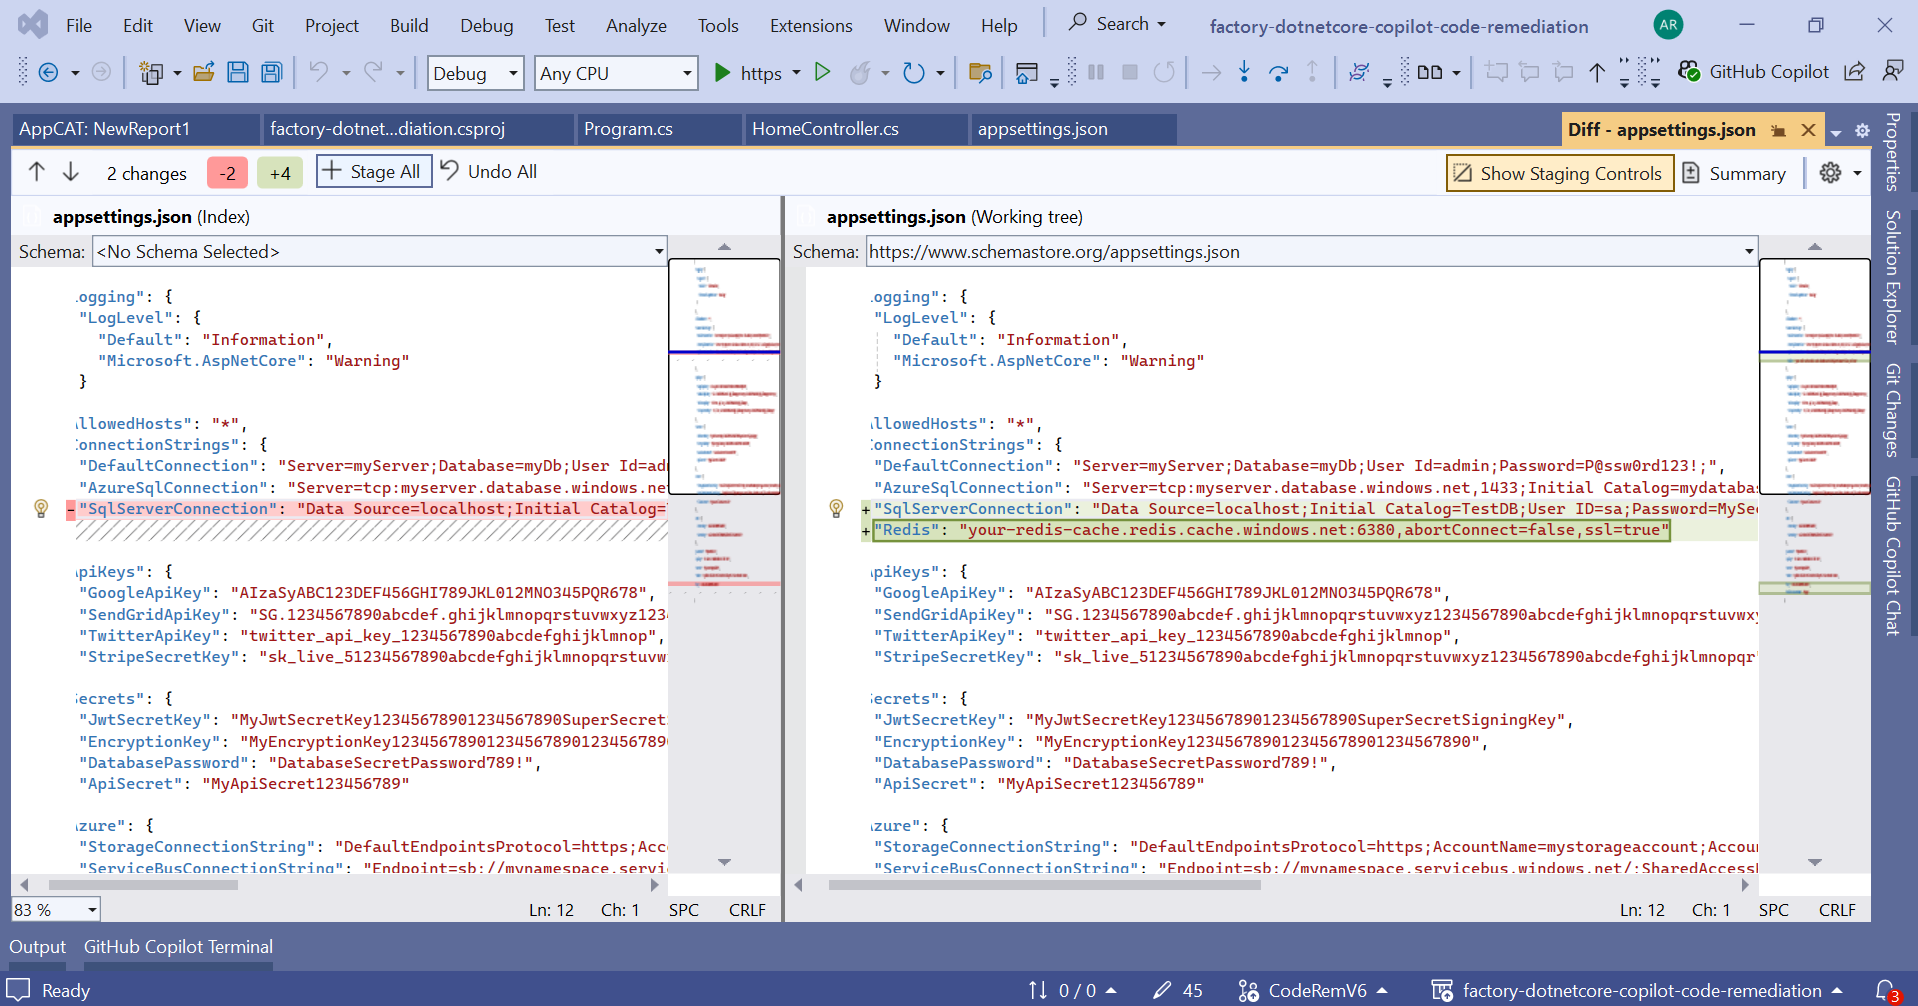 File Edit View Git Project Build Debug Test Analyze Tools Extensions Window Help Search factory-dotnetcore-copilot-code-remediation AR
Debug Any CPU https GitHub Copilot
AppCAT: NewReport1 factory-dotnet...diation.csproj Program.cs HomeController.cs appsettings.json Diff - appsettings.json
2 changes -2 +4 Stage All Undo All Show Staging Controls Summary
appsettings.json (Index)
Schema: <No Schema Selected>
ogging": {
"LogLevel": {
"Default": "Information",
"Microsoft.AspNetCore": "Warning"
}
llowedHosts": "*",
onnectionStrings": {
"DefaultConnection": "Server=myServer;Database=myDb;User Id=adm
"AzureSqlConnection": "Server=tcp:myserver.database.windows.net
-"SqlServerConnection": "Data Source=localhost;Initial Catalog=T
piKeys": {
"GoogleApiKey": "AIzaSyABC123DEF456GHI789JKL012MNO345PQR678",
"SendGridApiKey": "SG.1234567890abcdef.ghijklmnopqrstuvwxyz1234
"TwitterApiKey": "twitter_api_key_1234567890abcdefghijklmnop",
"StripeSecretKey": "sk_live_51234567890abcdefghijklmnopqrstuvw
ecrets": {
"JwtSecretKey": "MyJwtSecretKey12345678901234567890SuperSecret
"EncryptionKey": "MyEncryptionKey123456789012345678901234567890
"DatabasePassword": "DatabaseSecretPassword789!",
"ApiSecret": "MyApiSecret123456789"
zure": {
"StorageConnectionString": "DefaultEndpointsProtocol=https;Acc
"ServiceBusConnectionString": "Endpoint=sb://mynamespace.servic
83 % Ln: 12 Ch: 1 SPC CRLF
appsettings.json (Working tree)
Schema: https://www.schemastore.org/appsettings.json
ogging": {
"LogLevel": {
"Default": "Information",
"Microsoft.AspNetCore": "Warning"
}
llowedHosts": "*",
onnectionStrings": {
"DefaultConnection": "Server=myServer;Database=myDb;User Id=admin;Password=P@ssw0rd123!;",
"AzureSqlConnection": "Server=tcp:myserver.database.windows.net,1433;Initial Catalog=mydataba
+"SqlServerConnection": "Data Source=localhost;Initial Catalog=TestDB;User ID=sa;Password=MySe
+"Redis": "your-redis-cache.redis.cache.windows.net:6380,abortConnect=false,ssl=true"
piKeys": {
"GoogleApiKey": "AIzaSyABC123DEF456GHI789JKL012MNO345PQR678",
"SendGridApiKey": "SG.1234567890abcdef.ghijklmnopqrstuvwxyz1234567890abcdefghijklmnopqrstuvwxy
"TwitterApiKey": "twitter_api_key_1234567890abcdefghijklmnop",
"StripeSecretKey": "sk_live_51234567890abcdefghijklmnopqrstuvwxyz1234567890abcdefghijklmnopqr
ecrets": {
"JwtSecretKey": "MyJwtSecretKey12345678901234567890SuperSecretSigningKey",
"EncryptionKey": "MyEncryptionKey123456789012345678901234567890",
"DatabasePassword": "DatabaseSecretPassword789!",
"ApiSecret": "MyApiSecret123456789"
zure": {
"StorageConnectionString": "DefaultEndpointsProtocol=https;AccountName=mystorageaccount;Accou
"ServiceBusConnectionString": "Endpoint=sb://mynamespace.servicebus.windows.net/;SharedAccess
Ln: 12 Ch: 1 SPC CRLF
Properties
Solution Explorer
Git Changes
GitHub Copilot Chat
Output GitHub Copilot Terminal
Ready 0 / 0 45 CodeRemV6 factory-dotnetcore-copilot-code-remediation 3